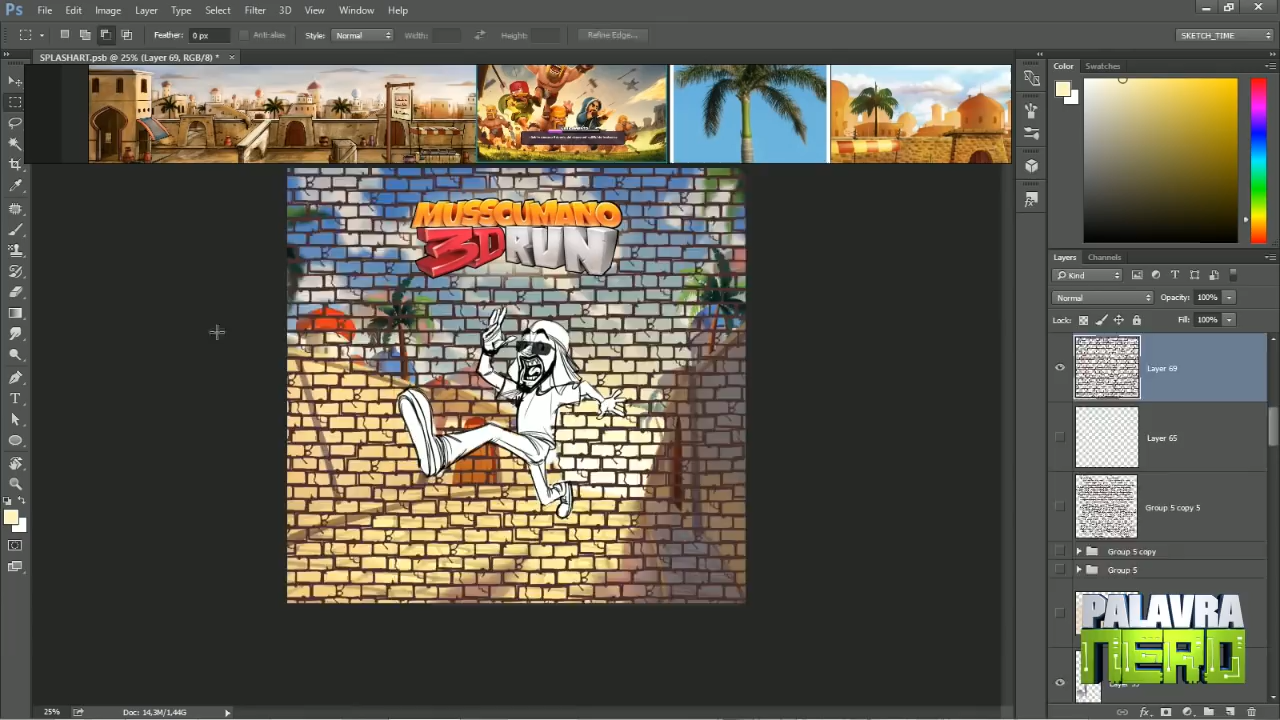 Ps File Edit Image Layer Type Select Filter 3D View Window Help
Feather: 0 px Anti-alias Style: Normal Width: Height: Refine Edge... SKETCH_TIME
SPLASHART.psb @ 25% (Layer 69, RGB/8) * ×
Color Swatches
MUSSOUMANO
3D RUN
Layers Channels
Kind
Normal Opacity: 100%
Lock: Fill: 100%
Layer 69
Layer 65
Group 5 copy 5
Group 5 copy
Group 5
PALAVRA
NERD
25% Doc: 14,3M/1,44G